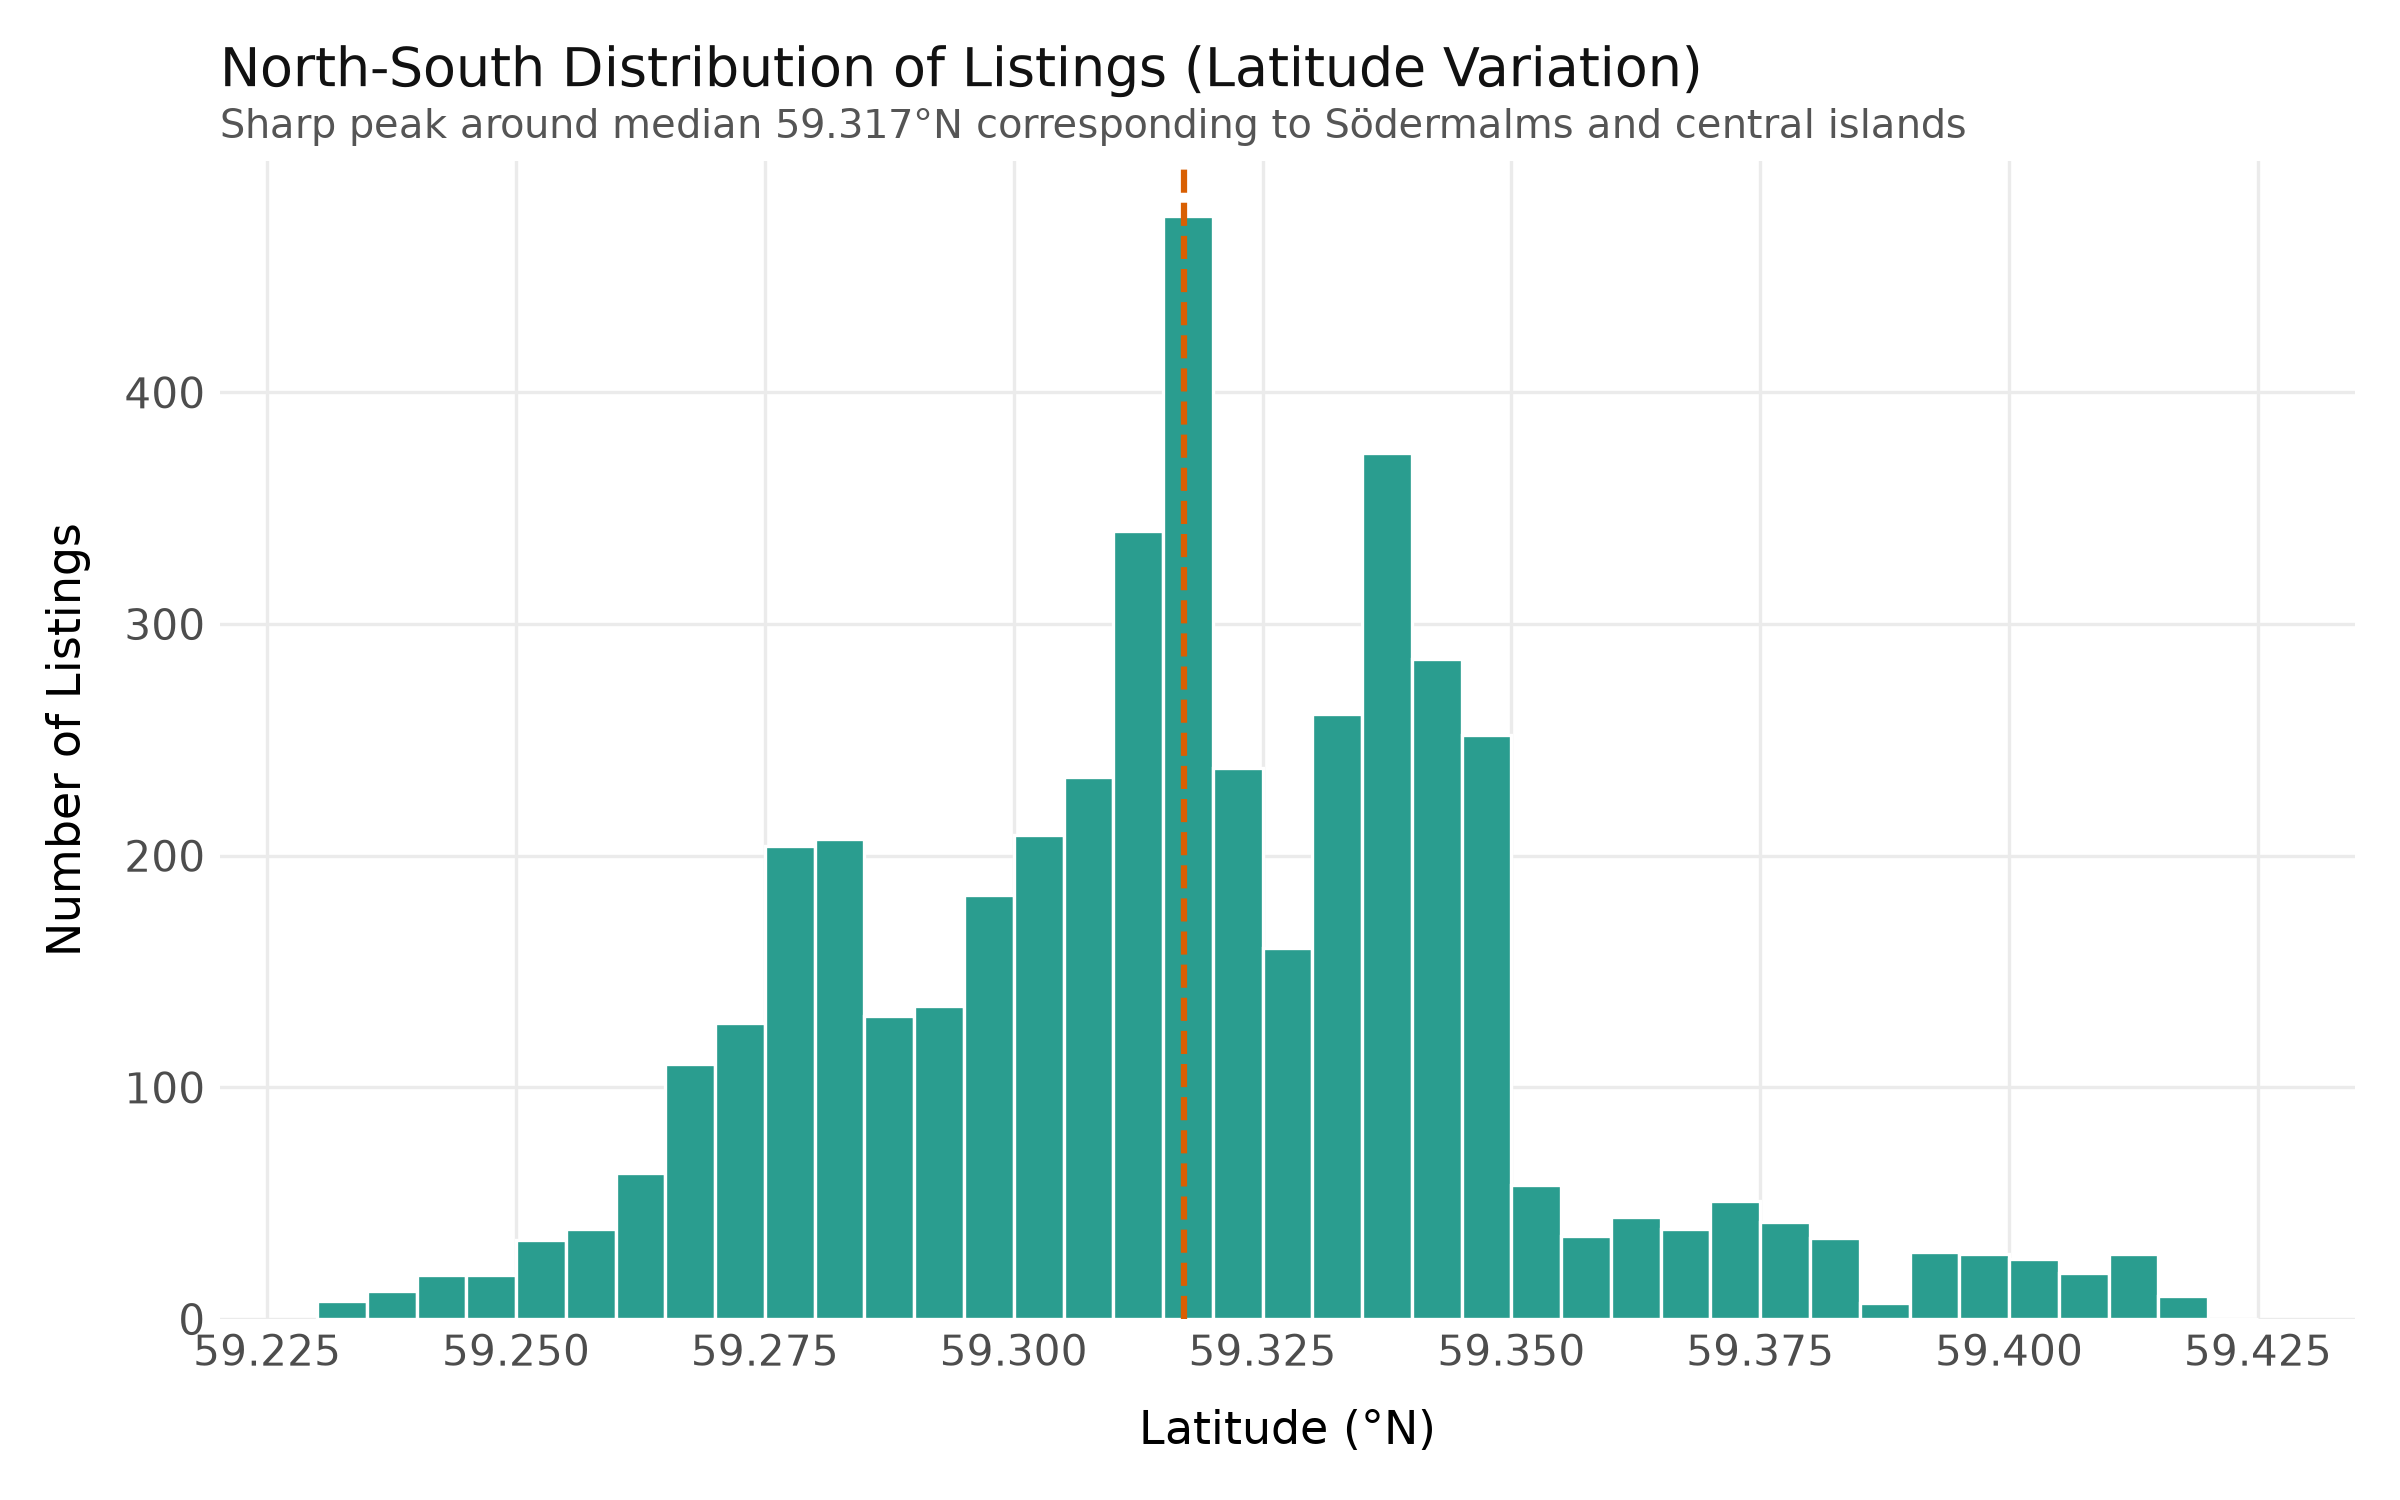 North-South Distribution of Listings (Latitude Variation)
Sharp peak around median 59.317°N corresponding to Södermalms and central islands
Number of Listings
400
300
200
100
0
59.225 59.250 59.275 59.300 59.325 59.350 59.375 59.400 59.425
Latitude (°N)